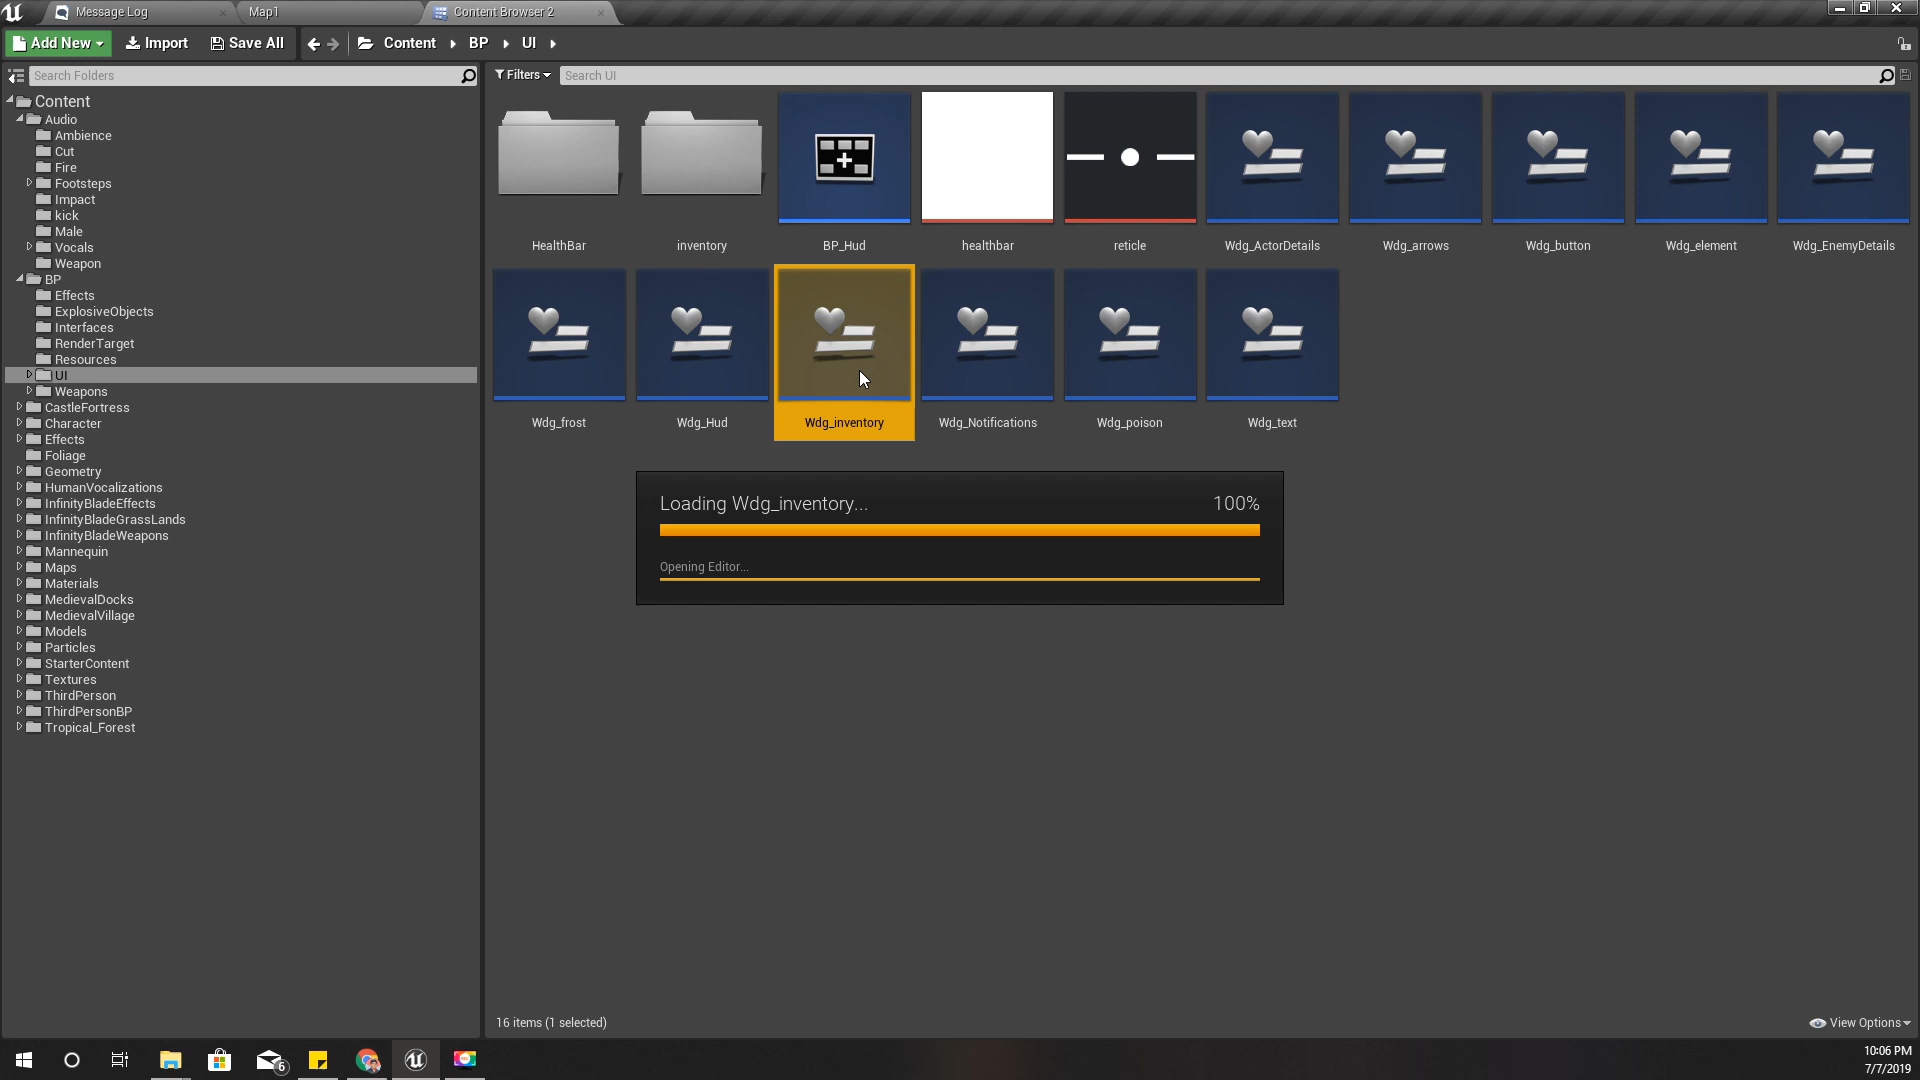 Message Log
Map1
Content Browser 2
Add New
Import
Save All
Content
BP
UI
Search Folders
Filters
Search UI
Content
Audio
Ambience
Cut
Fire
Footsteps
Impact
kick
Male
Vocals
Weapon
BP
Effects
ExplosiveObjects
Interfaces
RenderTarget
Resources
UI
Weapons
CastleFortress
Character
Effects
Foliage
Geometry
HumanVocalizations
InfinityBladeEffects
InfinityBladeGrassLands
InfinityBladeWeapons
Mannequin
Maps
Materials
MedievalDocks
MedievalVillage
Models
Particles
StarterContent
Textures
ThirdPerson
ThirdPersonBP
Tropical_Forest
HealthBar
inventory
BP_Hud
healthbar
reticle
Wdg_ActorDetails
Wdg_arrows
Wdg_button
Wdg_element
Wdg_EnemyDetails
Wdg_frost
Wdg_Hud
Wdg_inventory
Wdg_Notifications
Wdg_poison
Wdg_text
Loading Wdg_inventory...
100%
Opening Editor...
16 items (1 selected)
View Options
6
10:06 PM
7/7/2019